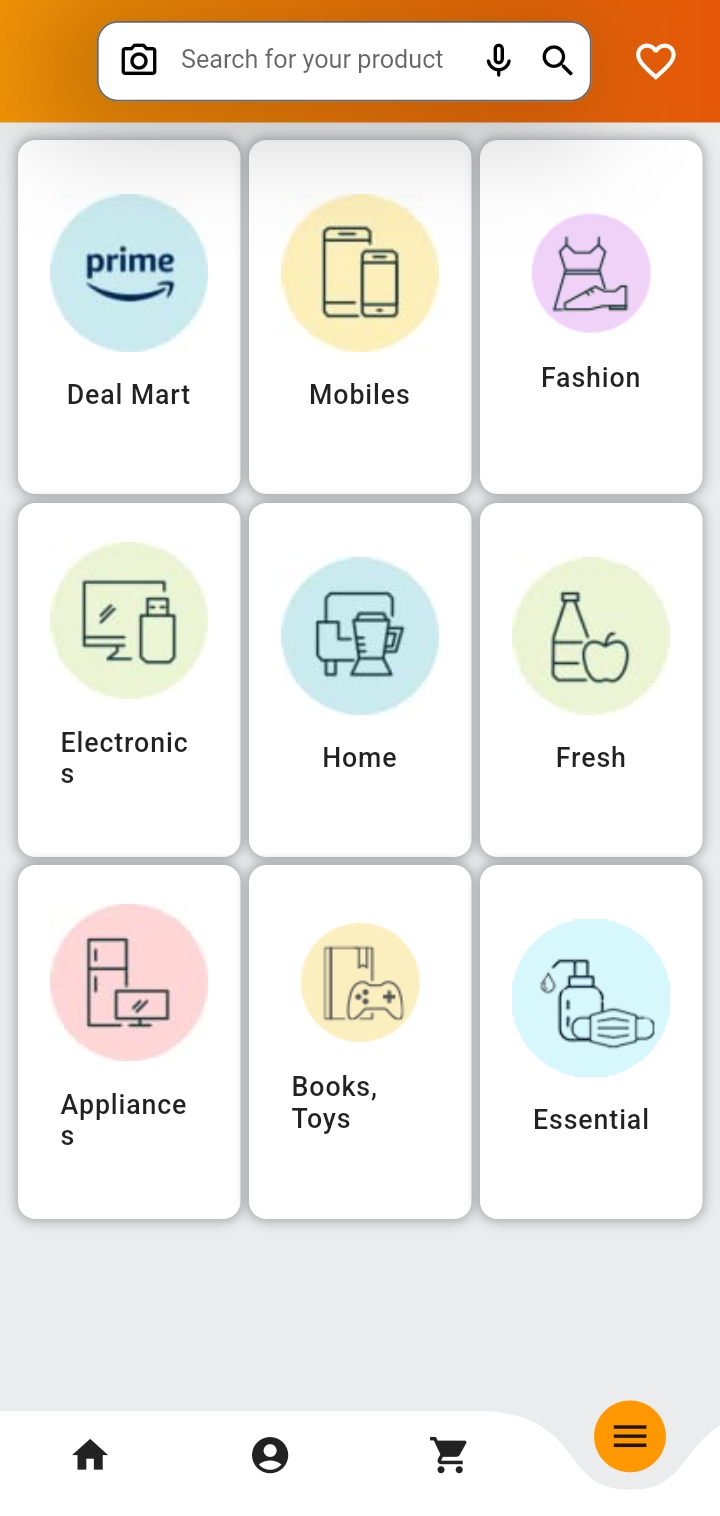 Search for your product
prime
Deal Mart
Mobiles
Fashion
Electronic
s
Home
Fresh
Appliance
s
Books,
Toys
Essential